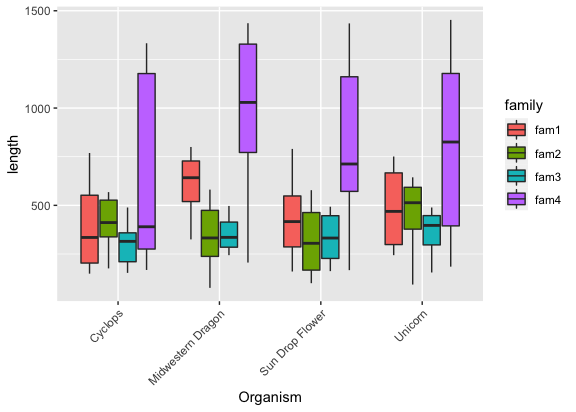 1500
1000
500
length
Cyclops
Midwestern Dragon
Sun Drop Flower
Unicorn
Organism
family
fam1
fam2
fam3
fam4